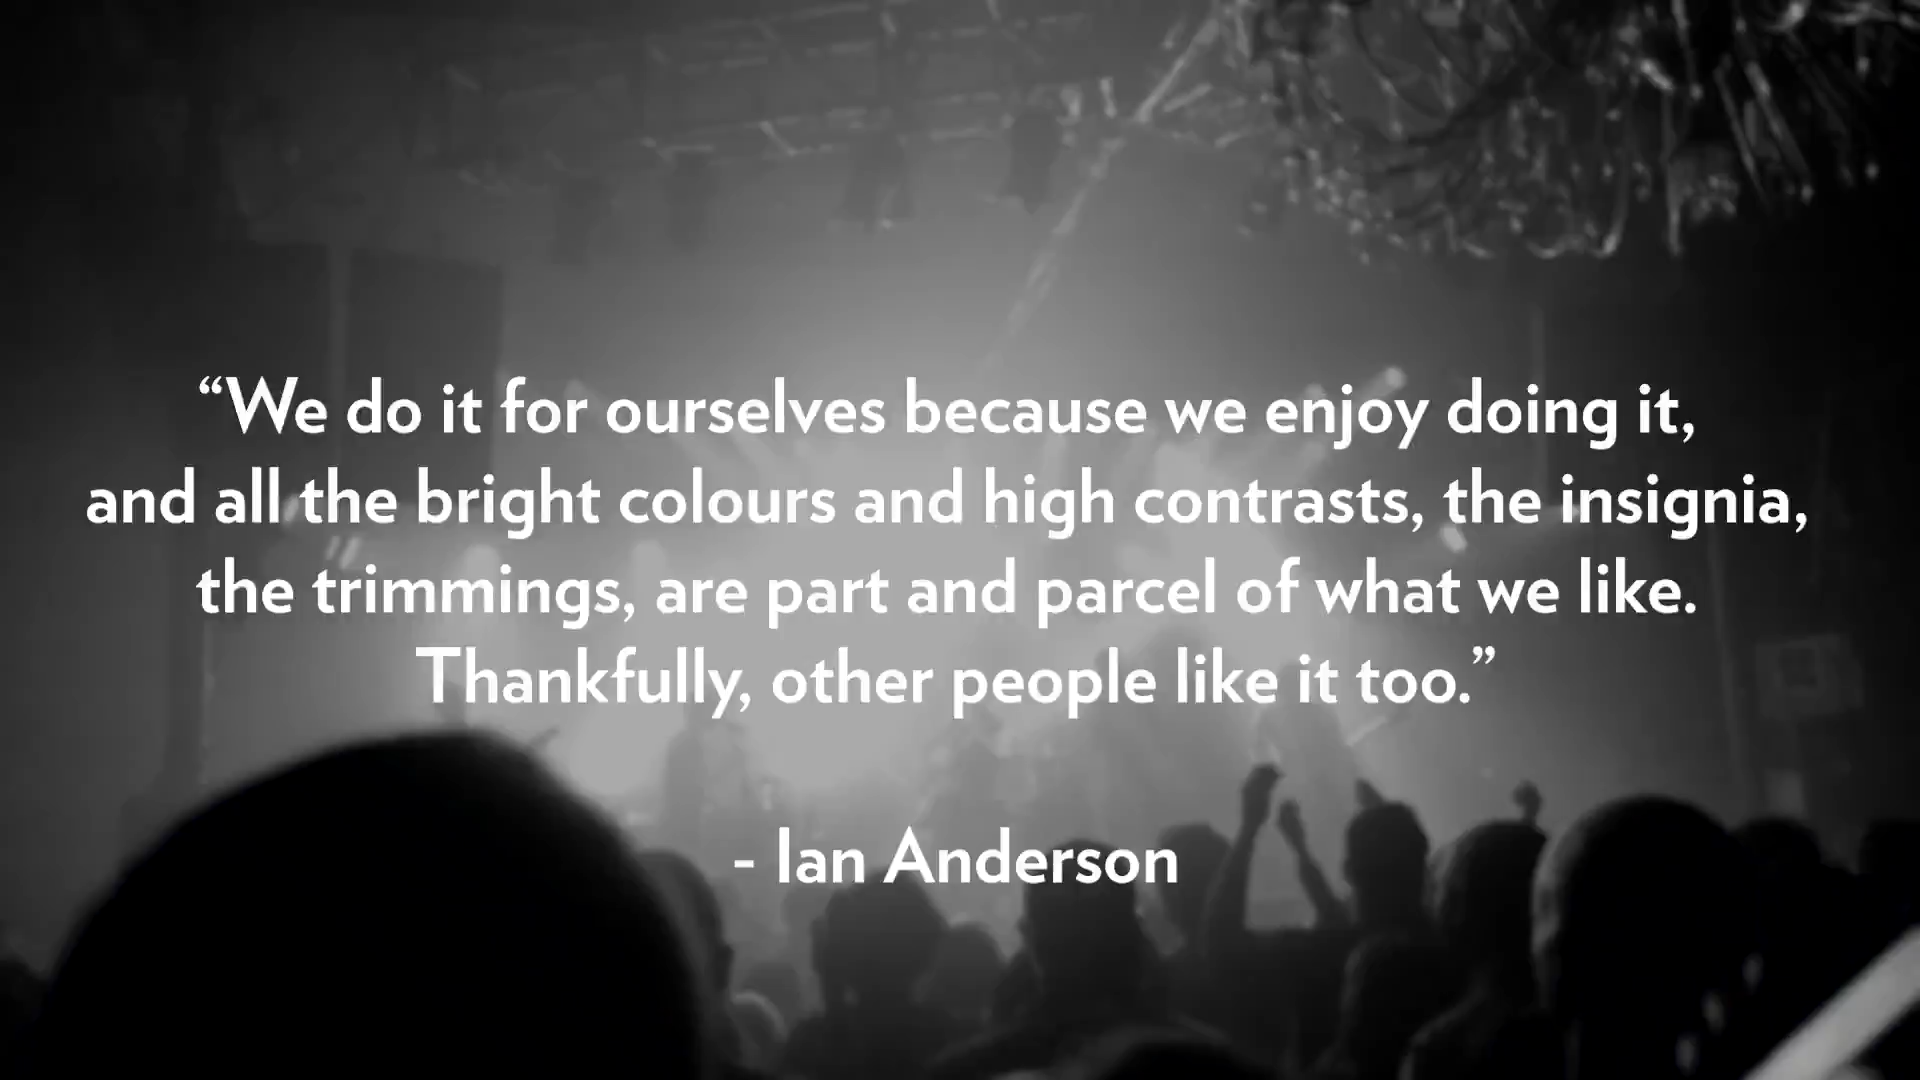 “We do it for ourselves because we enjoy doing it,
and all the bright colours and high contrasts, the insignia,
the trimmings, are part and parcel of what we like.
Thankfully, other people like it too.”
- Ian Anderson